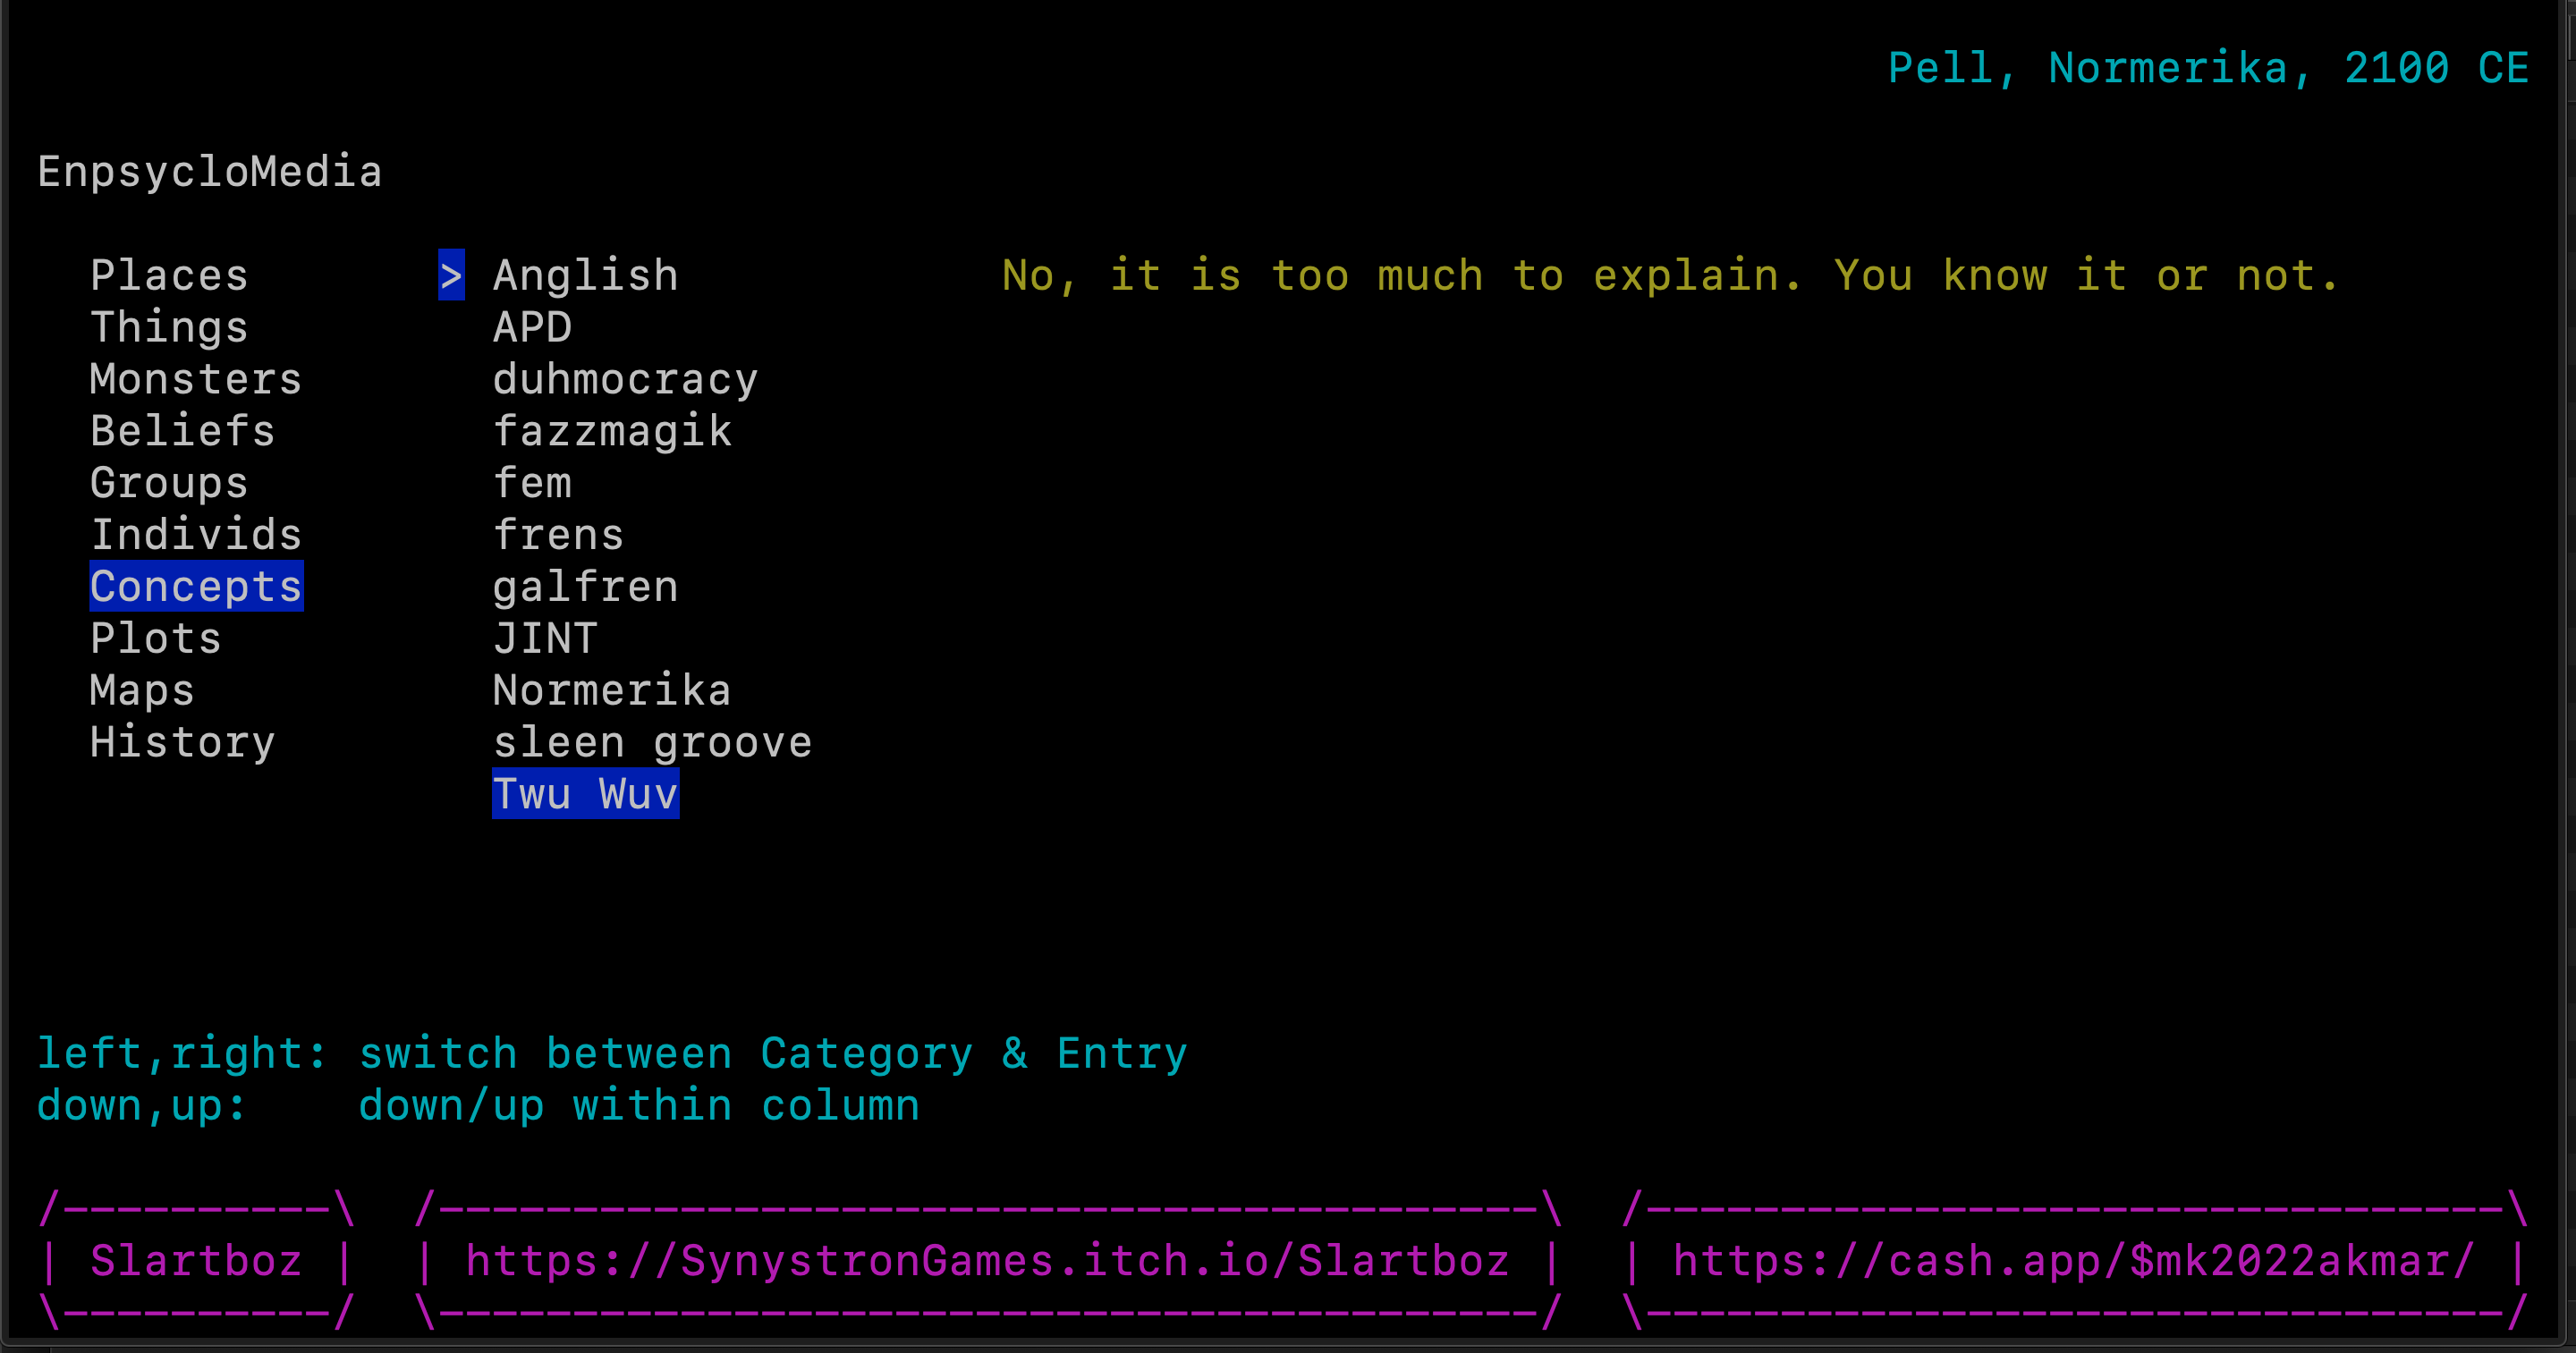 Pell, Normerika, 2100 CE
EnpsycloMedia
Places > Anglish No, it is too much to explain. You know it or not.
Things APD
Monsters duhmocracy
Beliefs fazzmagik
Groups fem
Individs frens
Concepts galfren
Plots JINT
Maps Normerika
History sleen groove
Twu Wuv
left,right: switch between Category & Entry
down,up: down/up within column
/----------\ /-----------------------------------------\ /--------------------------------\
| Slartboz | | https://SynystronGames.itch.io/Slartboz | | https://cash.app/$mk2022akmar/ |
\----------/ \-----------------------------------------/ \--------------------------------/